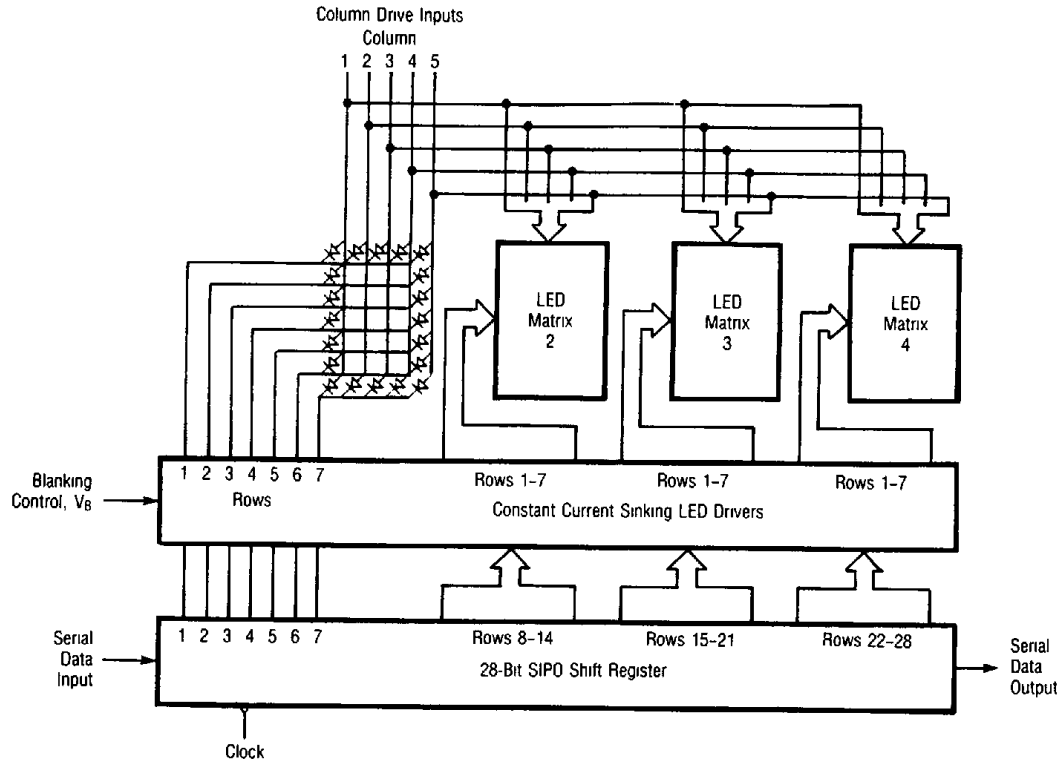 Column Drive Inputs
Column
1 2 3 4 5
LED
Matrix
2
LED
Matrix
3
LED
Matrix
4
1 2 3 4 5 6 7
Rows
Rows 1-7
Rows 1-7
Rows 1-7
Blanking
Control, VB
Constant Current Sinking LED Drivers
1 2 3 4 5 6 7
Rows 8-14
Rows 15-21
Rows 22-28
Serial
Data
Input
28-Bit SIPO Shift Register
Serial
Data
Output
Clock